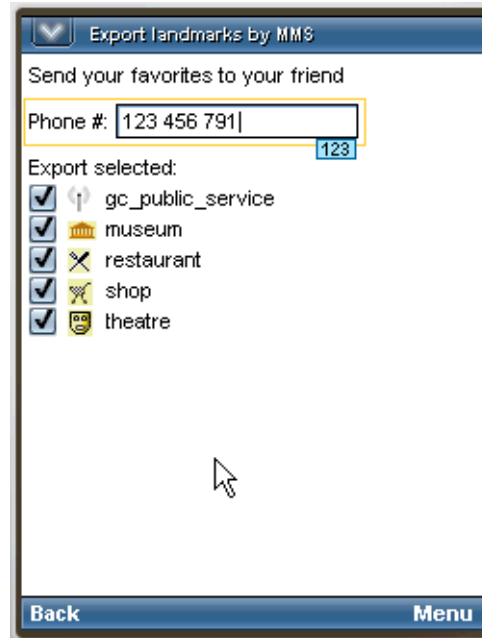 Export landmarks by MMS
Send your favorites to your friend
Phone #: 123 456 791
123
Export selected:
gc_public_service
museum
restaurant
shop
theatre
Back Menu